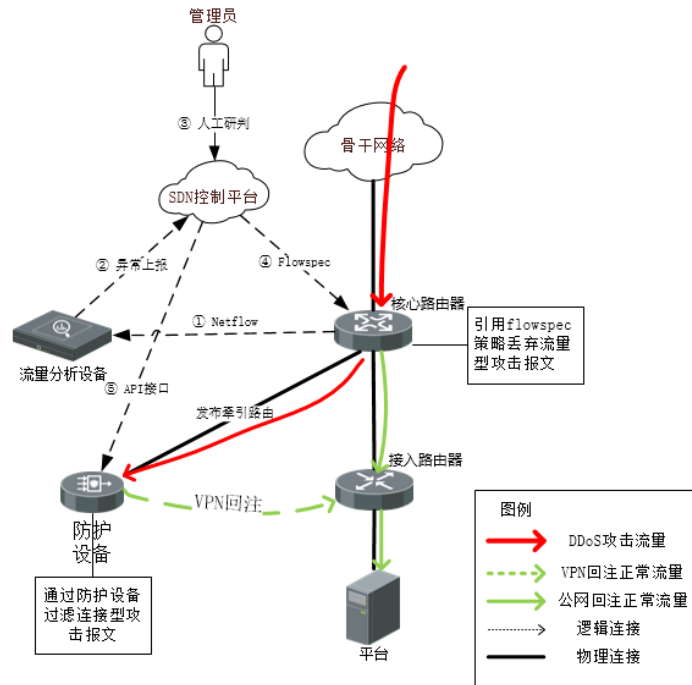 管理员
③ 人工研判
骨干网络
SDN控制平台
② 异常上报
④ Flowspec
核心路由器
① Netflow
引用flowspec
策略丢弃流量
型攻击报文
流量分析设备
⑤ API接口
发布牵引路由
接入路由器
VPN回注
防护
设备
通过防护设备
过滤连接型攻
击报文
平台
图例
DDoS攻击流量
VPN回注正常流量
公网回注正常流量
逻辑连接
物理连接